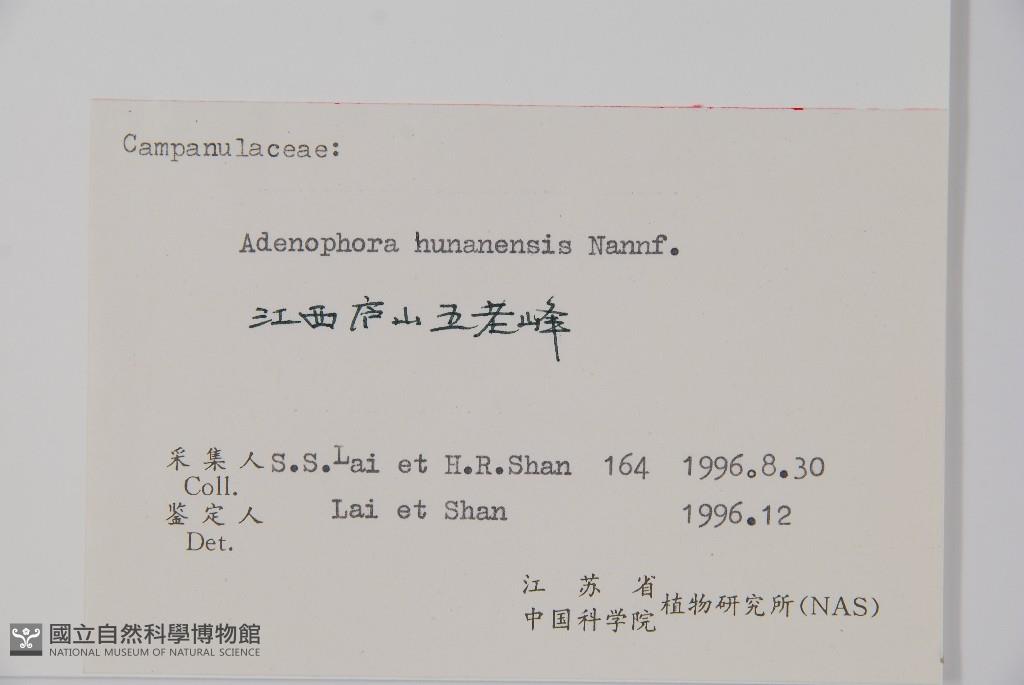 Campanulaceae:
Adenophora hunanensis Nannf.
江西庐山五老峰
采集人 S.S.Lai et H.R.Shan 164 1996.8.30
Coll.
鉴定人 Lai et Shan 1996.12
Det.
江苏省
中国科学院 植物研究所(NAS)
國立自然科學博物館
NATIONAL MUSEUM OF NATURAL SCIENCE